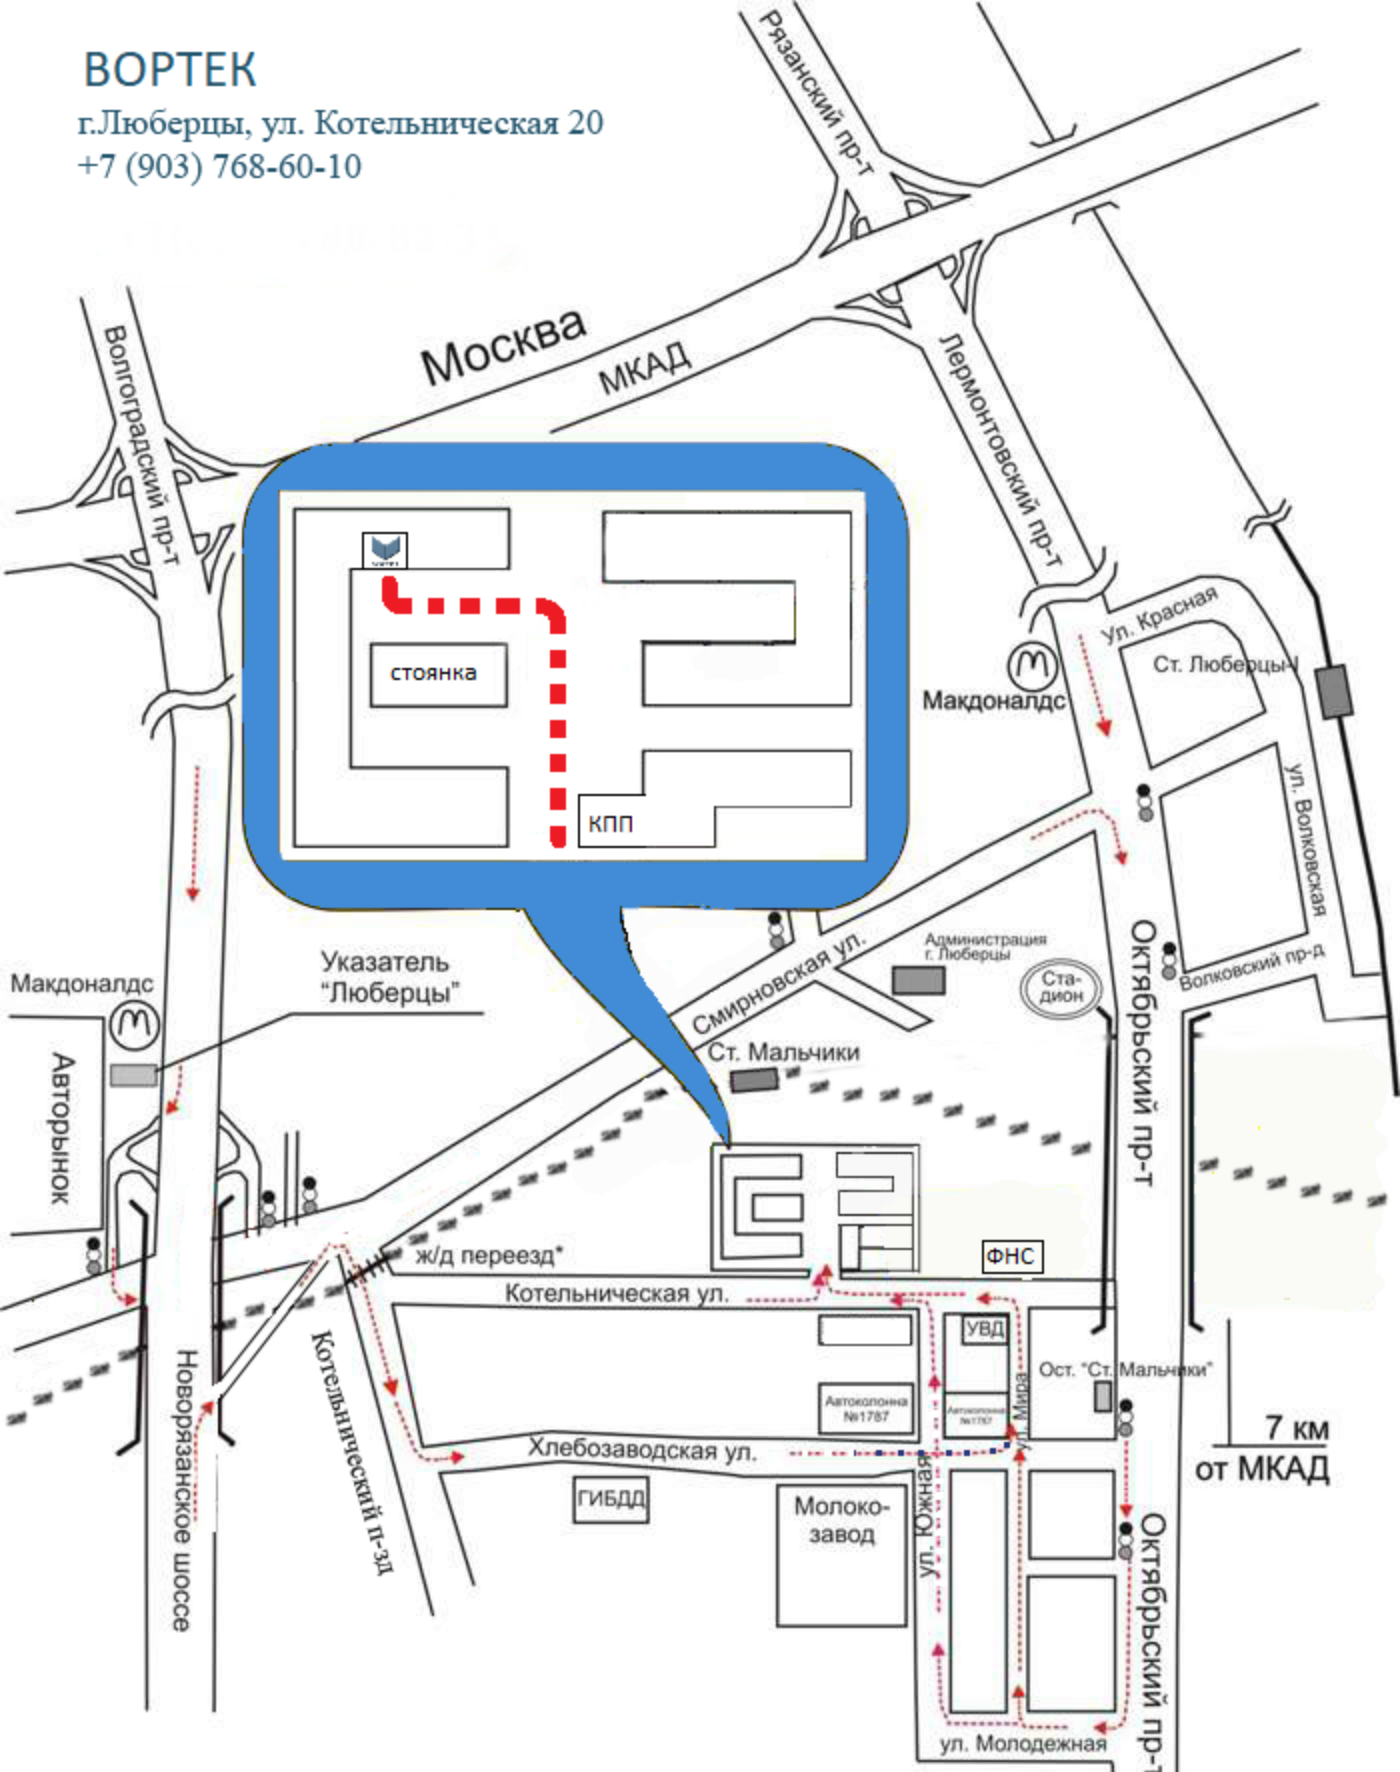 ВОРТЕК
г.Люберцы, ул. Котельническая 20
+7 (903) 768-60-10
Рязанский пр-т
Москва
МКАД
Волгоградский пр-т
Лермонтовский пр-т
Ул. Красная
Ст. Люберцы-I
Макдоналдс
ул. Волковская
стоянка
КПП
Смирновская ул.
Администрация
г. Люберцы
Ста-
дион
Октябрьский пр-т
Волковский пр-д
Указатель
"Люберцы"
Макдоналдс
Авторынок
Ст. Мальчики
ж/д переезд*
ФНС
Котельническая ул.
УВД
Ост. "Ст. Мальчики"
Автоколонна
№1787
Автоколонна
№1787
ул. Мира
Новорязанское шоссе
Котельнический п-зд
Хлебозаводская ул.
ГИБДД
Молоко-
завод
ул. Южная
7 км
от МКАД
Октябрьский пр-т
ул. Молодежная